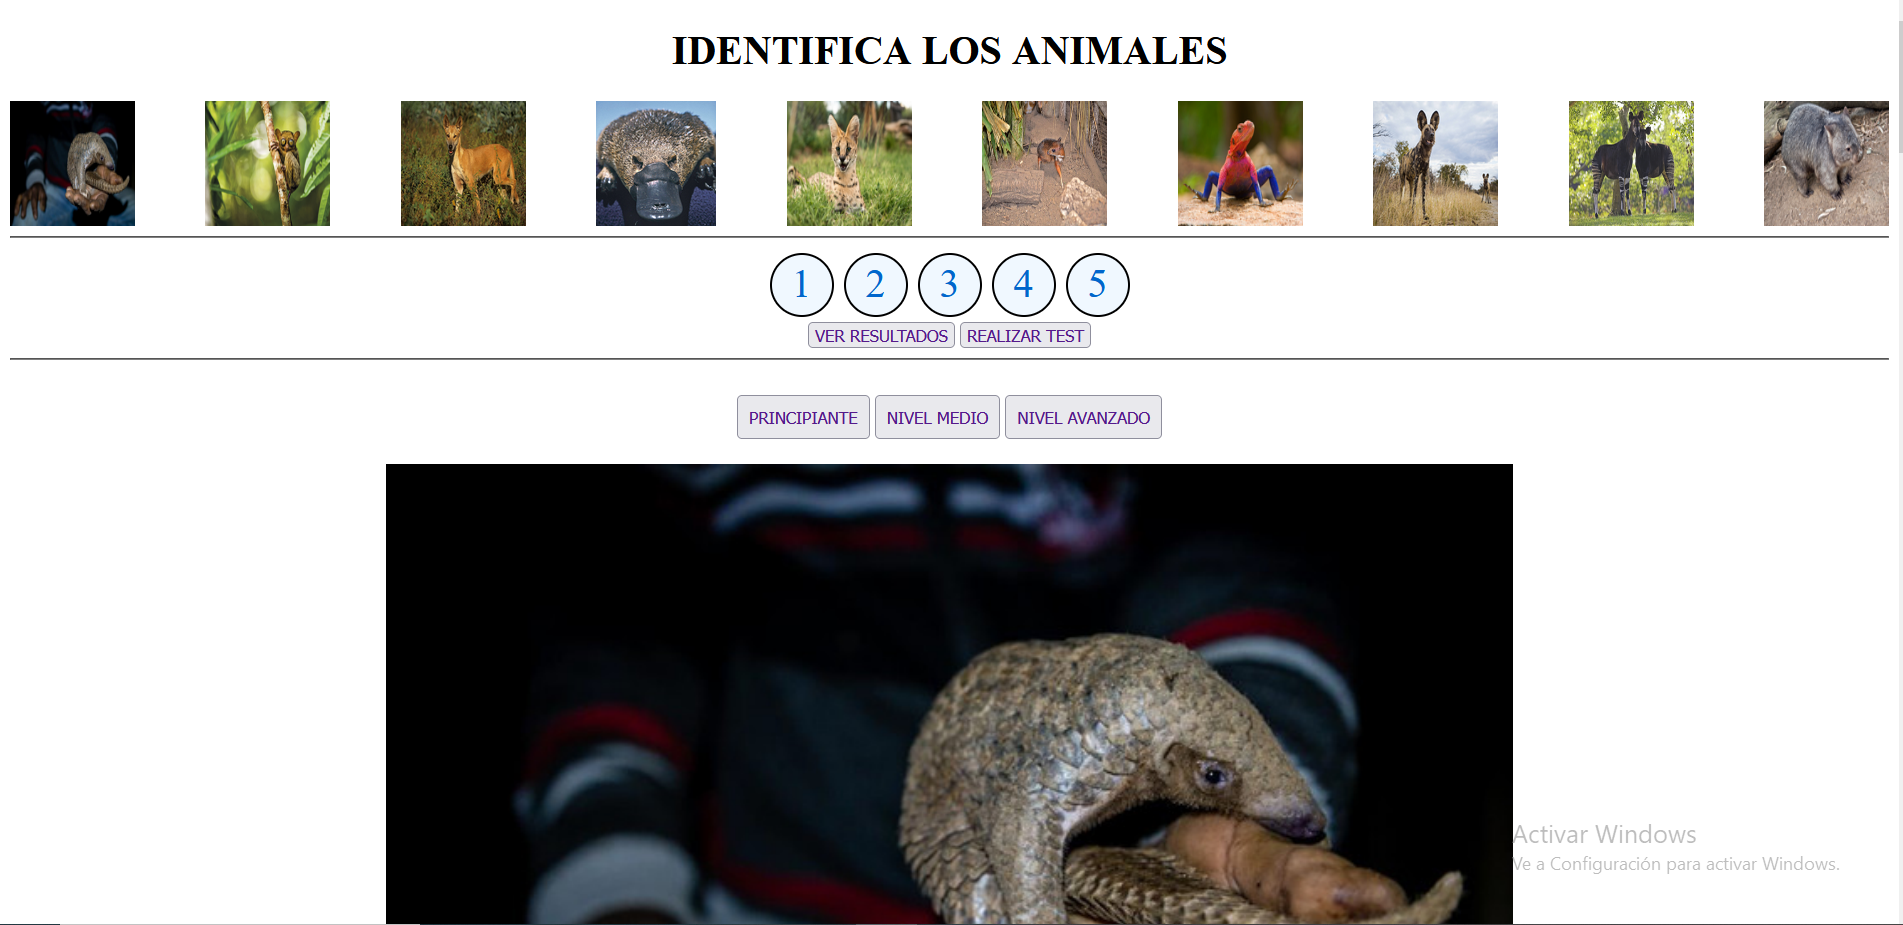 IDENTIFICA LOS ANIMALES
1 2 3 4 5
VER RESULTADOS REALIZAR TEST
PRINCIPIANTE NIVEL MEDIO NIVEL AVANZADO
Activar Windows
Ve a Configuración para activar Windows.